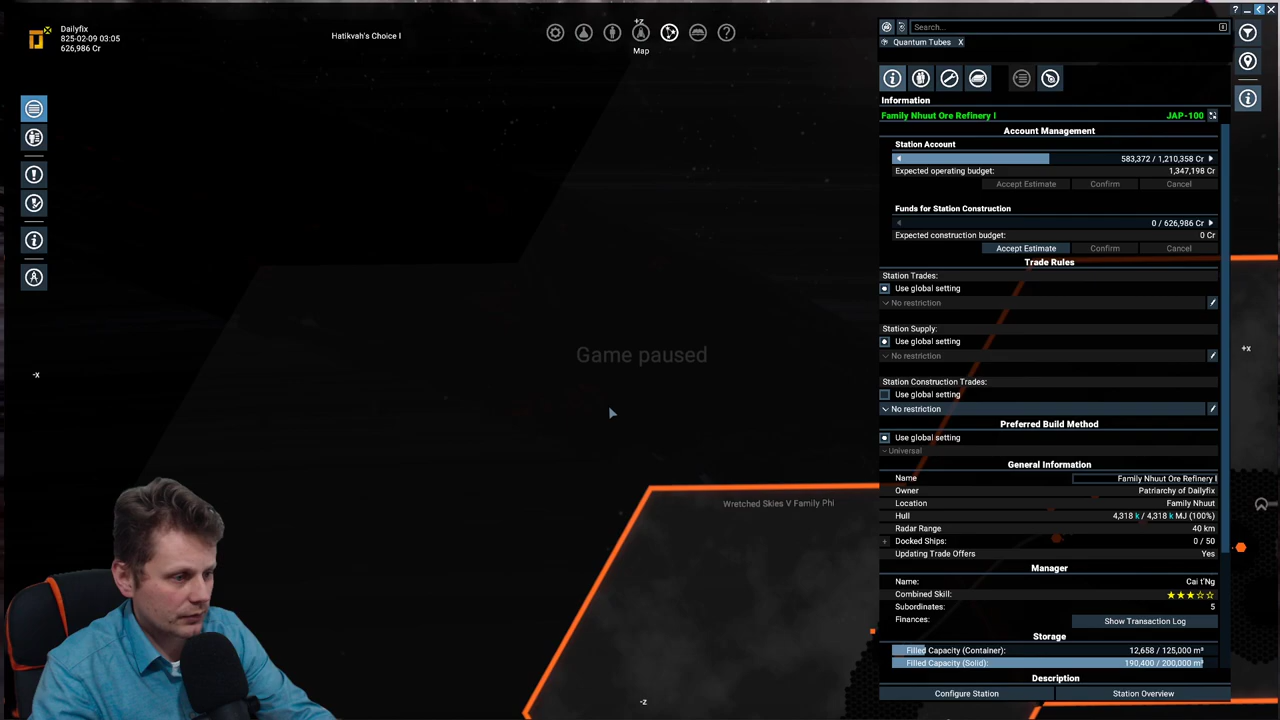 Dailyfix
825-02-09 03:05
626,986 Cr
Hatikvah's Choice I
+z
Map
Search...
Quantum Tubes X
Information
Family Nhuut Ore Refinery I JAP-100
Account Management
Station Account
583,372 / 1,210,358 Cr
Expected operating budget: 1,347,198 Cr
Accept Estimate Confirm Cancel
Funds for Station Construction
0 / 626,986 Cr
Expected construction budget: 0 Cr
Accept Estimate Confirm Cancel
Trade Rules
Station Trades:
Use global setting
No restriction
Station Supply:
Use global setting
No restriction
Station Construction Trades:
Use global setting
No restriction
Preferred Build Method
Use global setting
Universal
General Information
Name Family Nhuut Ore Refinery I
Owner Patriarchy of Dailyfix
Location Family Nhuut
Hull 4,318 k / 4,318 k MJ (100%)
Radar Range 40 km
+ Docked Ships: 0 / 50
Updating Trade Offers Yes
Manager
Name: Cai t'Ng
Combined Skill:
Subordinates: 5
Finances: Show Transaction Log
Storage
Filled Capacity (Container): 12,658 / 125,000 m³
Filled Capacity (Solid): 190,400 / 200,000 m³
Description
Configure Station Station Overview
Game paused
Wretched Skies V Family Phi
-x
+x
-z